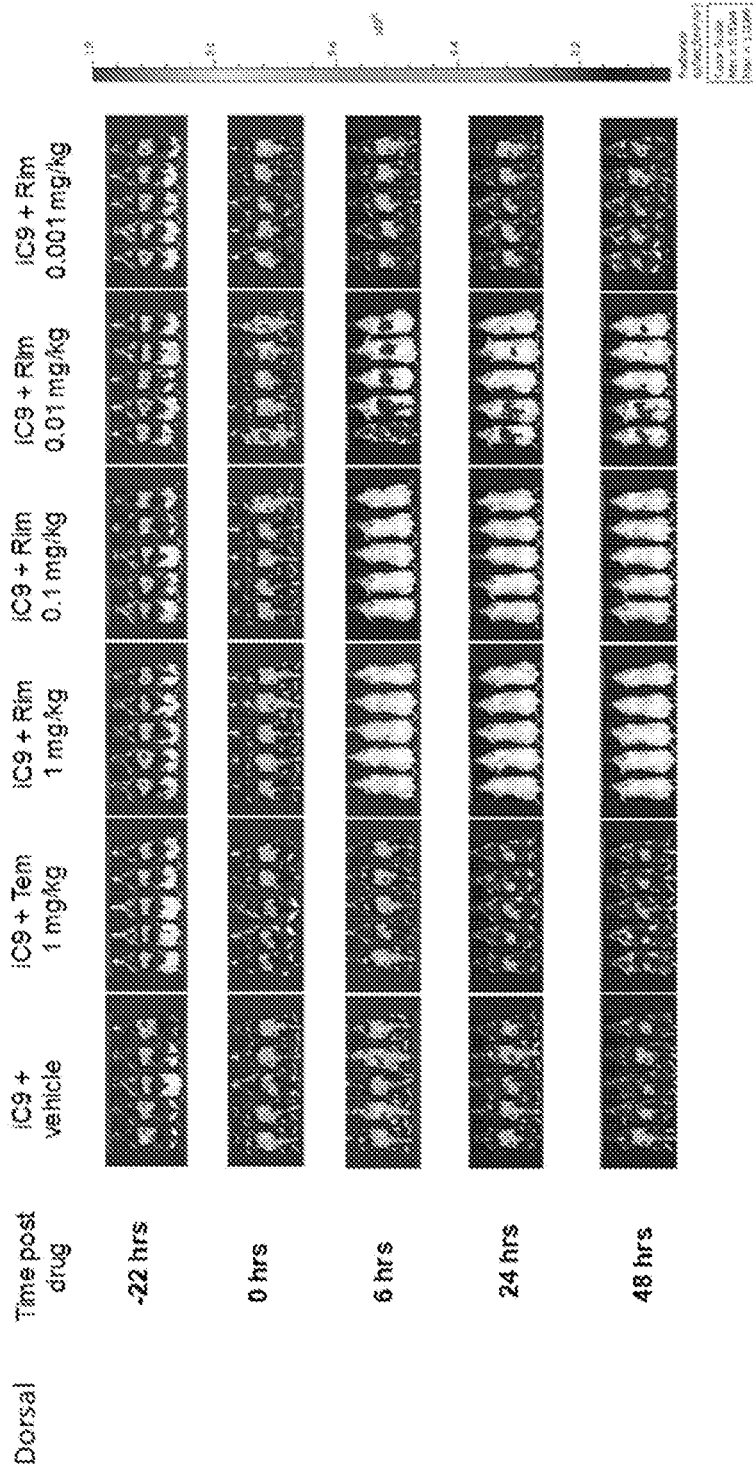 Dorsal
Time post
drug
iC9 +
vehicle
iC9 + Tem
1 mg/kg
iC9 + Rim
1 mg/kg
iC9 + Rim
0.1 mg/kg
iC9 + Rim
0.01 mg/kg
iC9 + Rim
0.001 mg/kg
-22 hrs
0 hrs
6 hrs
24 hrs
48 hrs